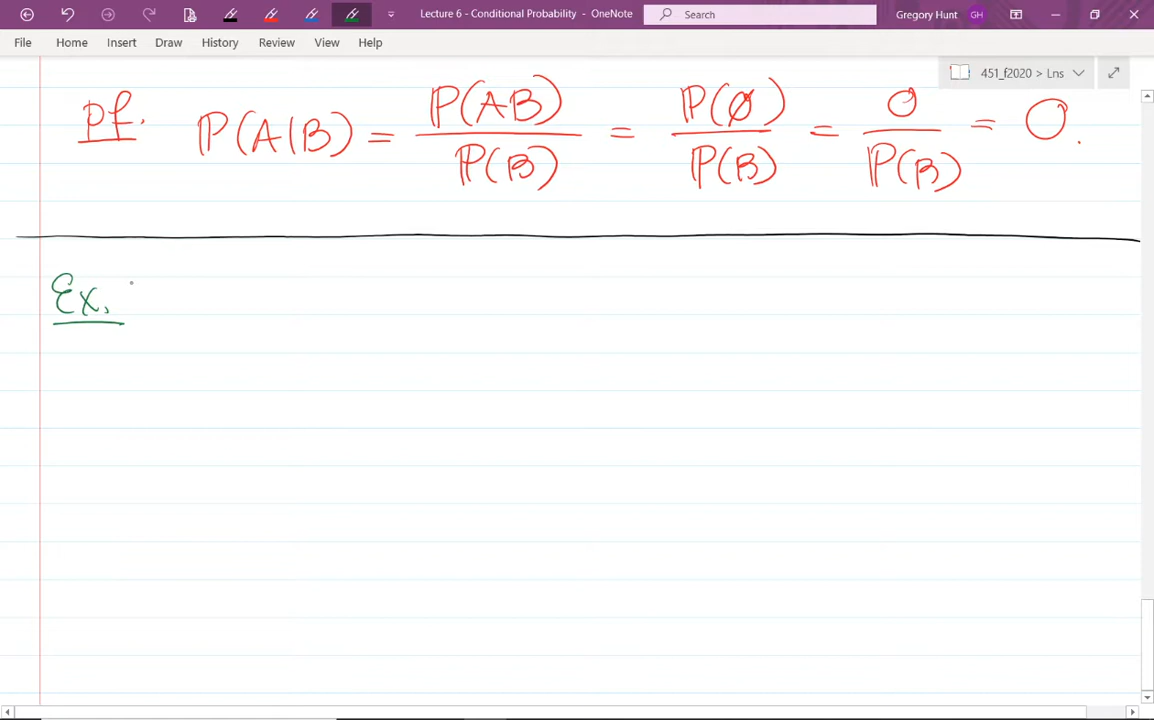 Lecture 6 - Conditional Probability - OneNote
Search
Gregory Hunt GH
File Home Insert Draw History Review View Help
451_f2020 > Lns
pf. P(A|B) = P(AB)/P(B) = P(∅)/P(B) = 0/P(B) = 0.
Ex.